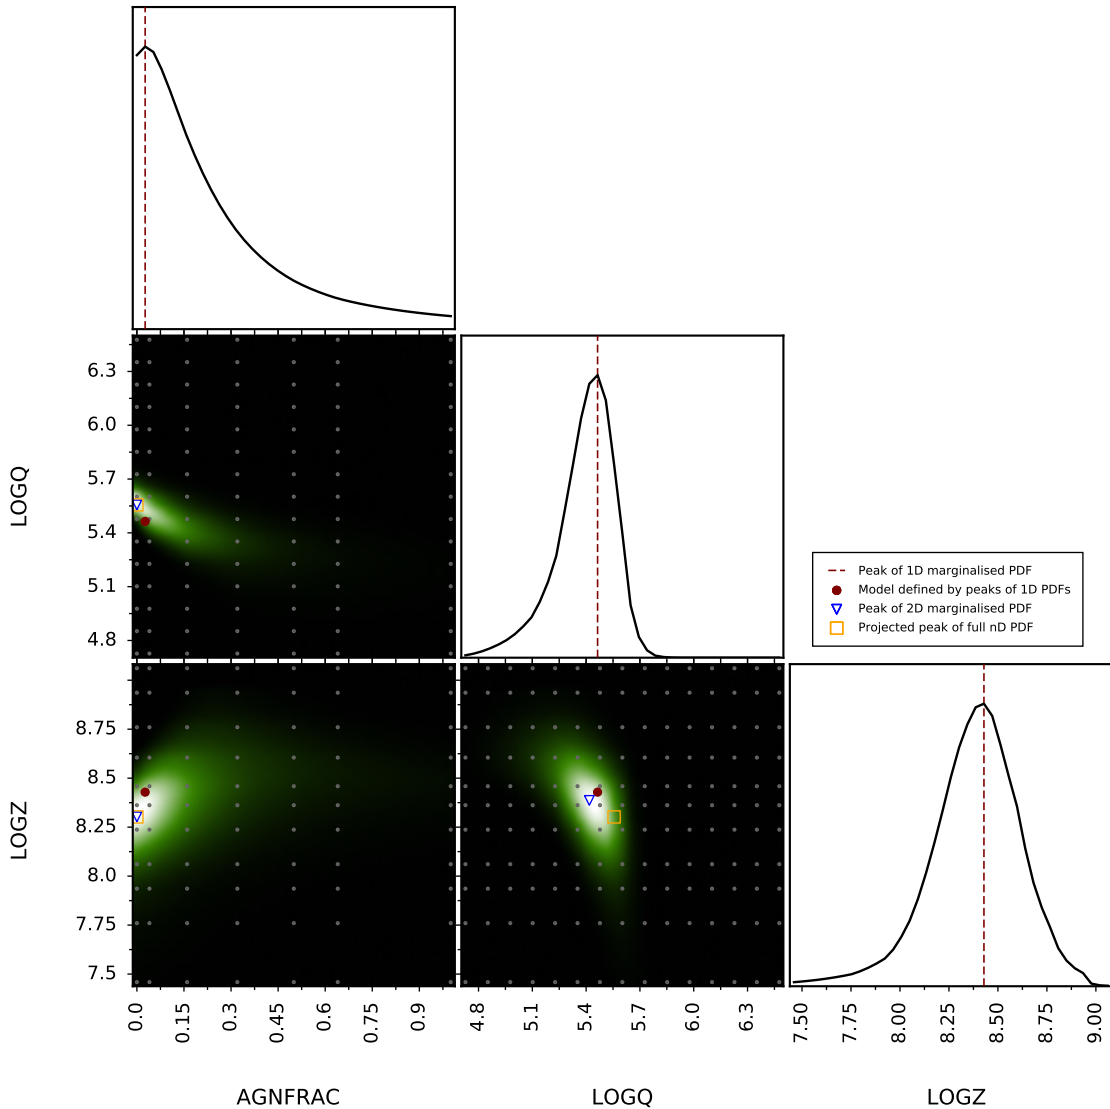 LOGQ
6.3
6.0
5.7
5.4
5.1
4.8
Peak of 1D marginalised PDF
Model defined by peaks of 1D PDFs
Peak of 2D marginalised PDF
Projected peak of full nD PDF
LOGZ
8.75
8.5
8.25
8.0
7.75
7.5
0.0 0.15 0.3 0.45 0.6 0.75 0.9
4.8 5.1 5.4 5.7 6.0 6.3
7.50 7.75 8.00 8.25 8.50 8.75 9.00
AGNFRAC
LOGQ
LOGZ